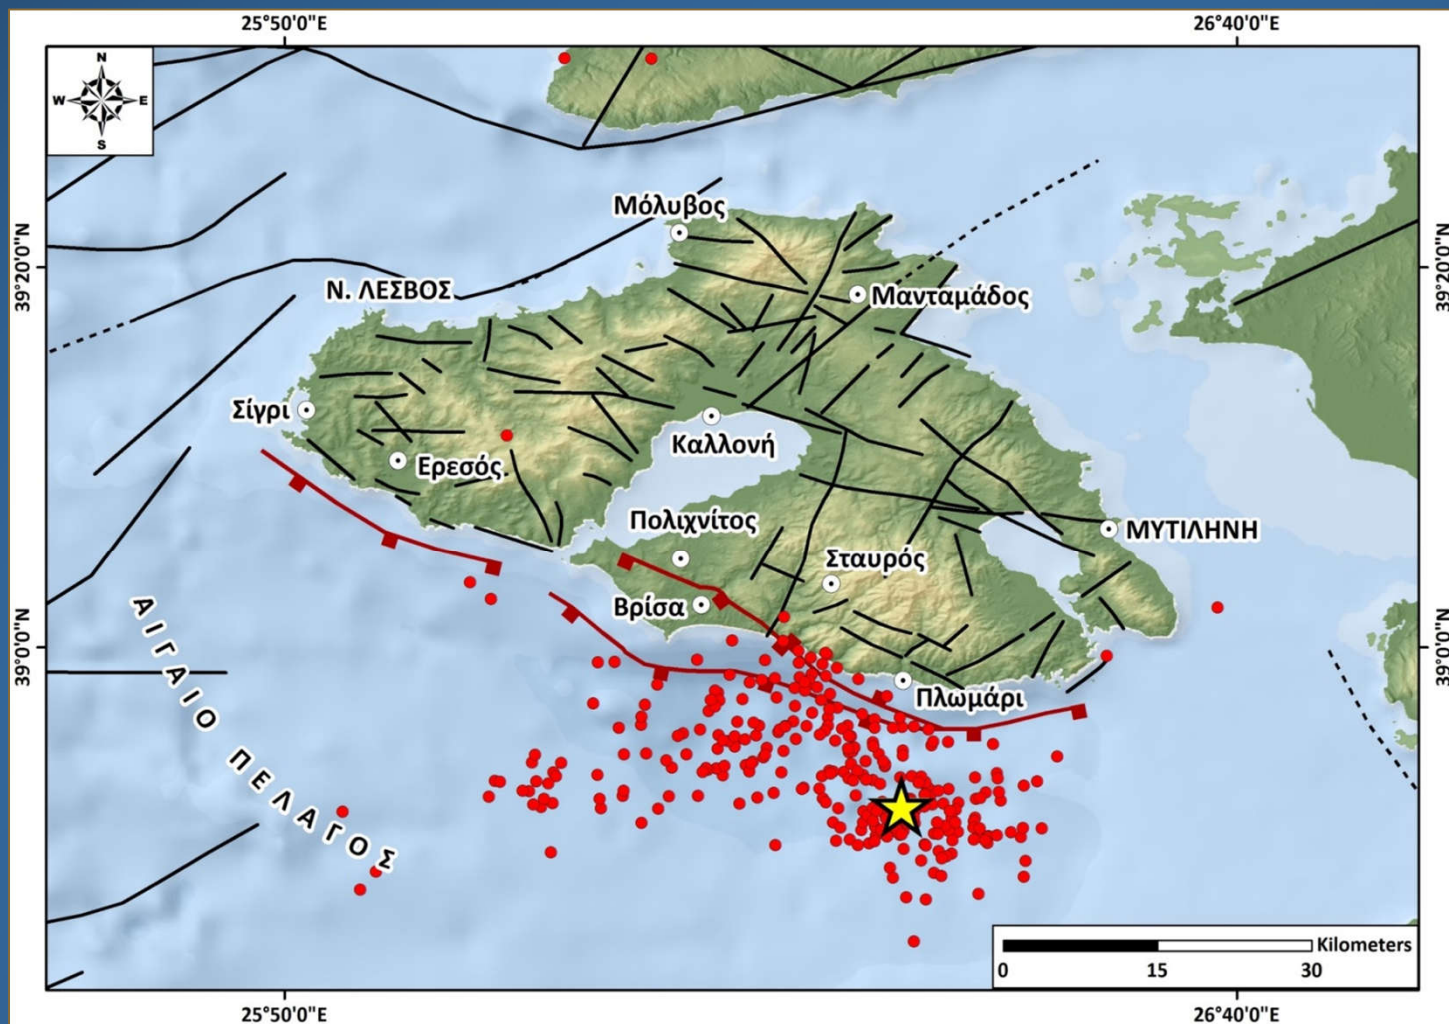 25°50'0"E
26°40'0"E
N
W
E
S
39°20'0"N
39°20'0"N
Μόλυβος
Ν. ΛΕΣΒΟΣ
Μανταμάδος
Σίγρι
Καλλονή
Ερεσός
Πολιχνίτος
ΜΥΤΙΛΗΝΗ
Σταυρός
Βρίσα
39°0'0"N
39°0'0"N
Πλωμάρι
ΑΙΓΑΙΟ ΠΕΛΑΓΟΣ
Kilometers
0
15
30
25°50'0"E
26°40'0"E